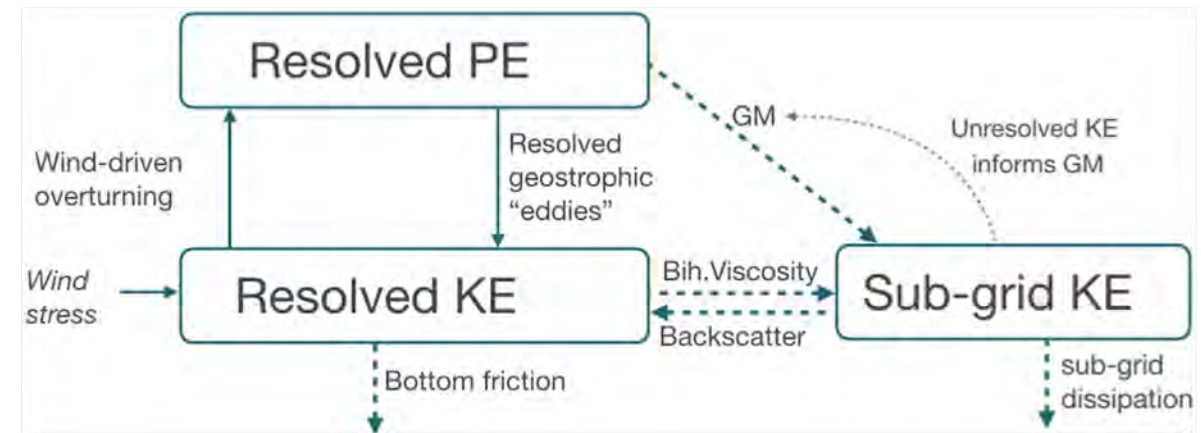 Resolved PE
GM
Unresolved KE
informs GM
Wind-driven
overturning
Resolved
geostrophic
“eddies”
Wind
stress
Resolved KE
Bih.Viscosity
Backscatter
Sub-grid KE
Bottom friction
sub-grid
dissipation